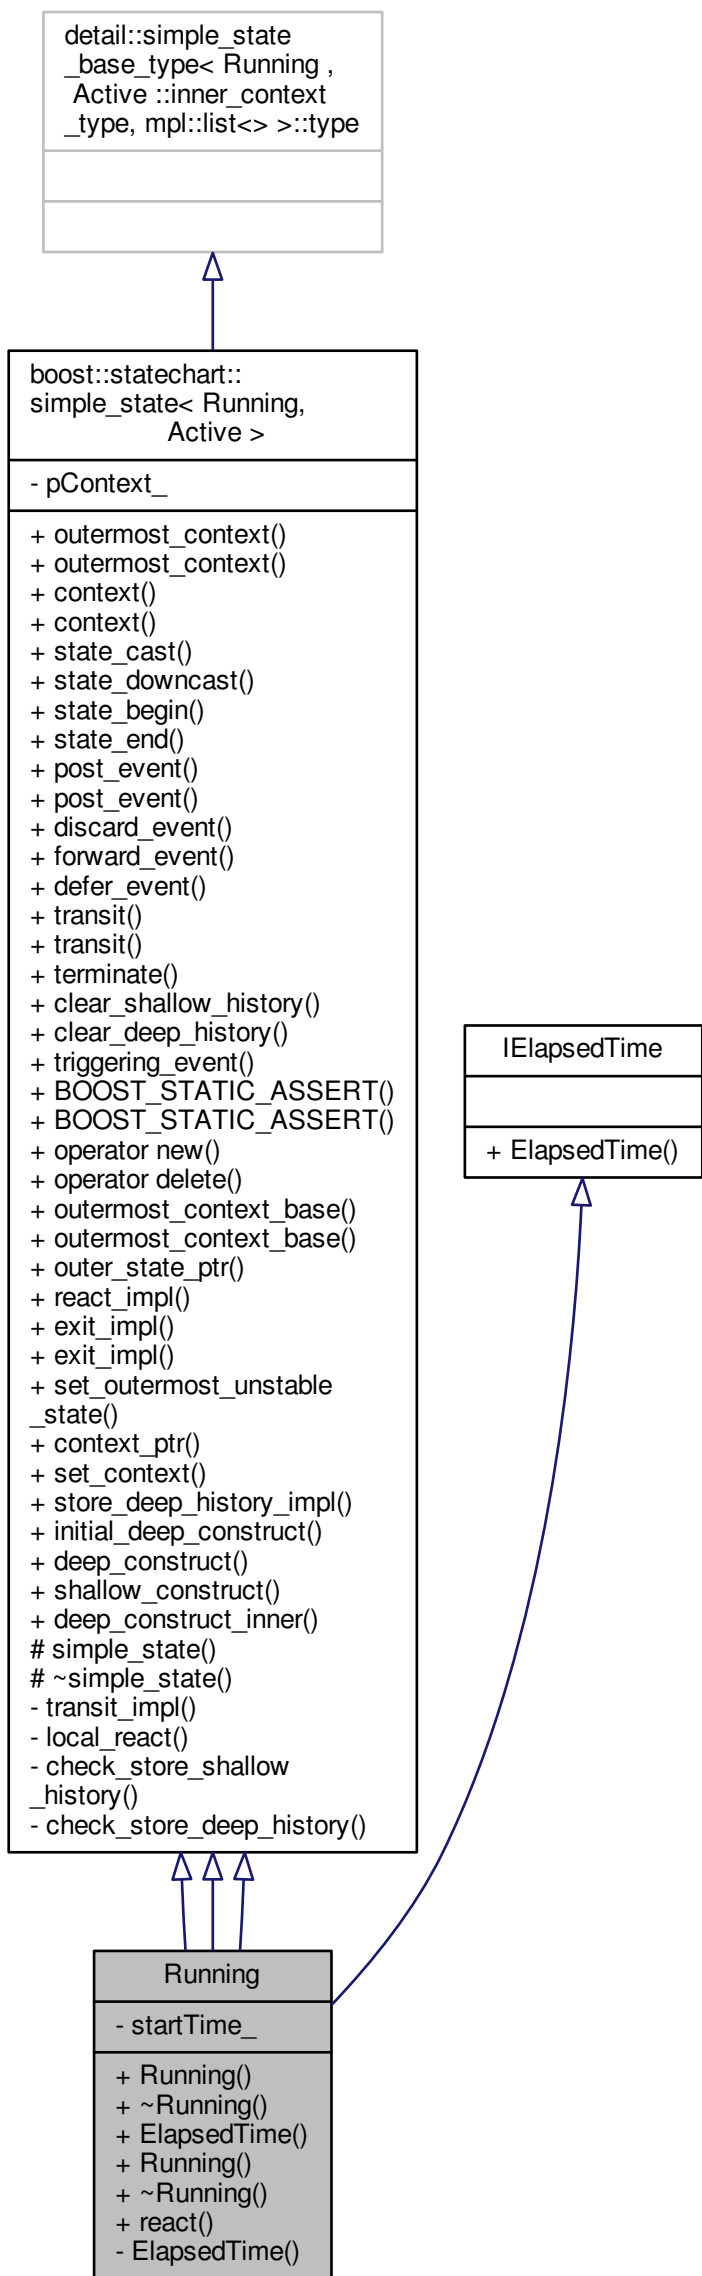 detail::simple_state
_base_type< Running ,
Active ::inner_context
_type, mpl::list<> >::type
boost::statechart::
simple_state< Running,
Active >
- pContext_
+ outermost_context()
+ outermost_context()
+ context()
+ context()
+ state_cast()
+ state_downcast()
+ state_begin()
+ state_end()
+ post_event()
+ post_event()
+ discard_event()
+ forward_event()
+ defer_event()
+ transit()
+ transit()
+ terminate()
+ clear_shallow_history()
+ clear_deep_history()
+ triggering_event()
+ BOOST_STATIC_ASSERT()
+ BOOST_STATIC_ASSERT()
+ operator new()
+ operator delete()
+ outermost_context_base()
+ outermost_context_base()
+ outer_state_ptr()
+ react_impl()
+ exit_impl()
+ exit_impl()
+ set_outermost_unstable
_state()
+ context_ptr()
+ set_context()
+ store_deep_history_impl()
+ initial_deep_construct()
+ deep_construct()
+ shallow_construct()
+ deep_construct_inner()
# simple_state()
# ~simple_state()
- transit_impl()
- local_react()
- check_store_shallow
_history()
- check_store_deep_history()
IElapsedTime
+ ElapsedTime()
Running
- startTime_
+ Running()
+ ~Running()
+ ElapsedTime()
+ Running()
+ ~Running()
+ react()
- ElapsedTime()